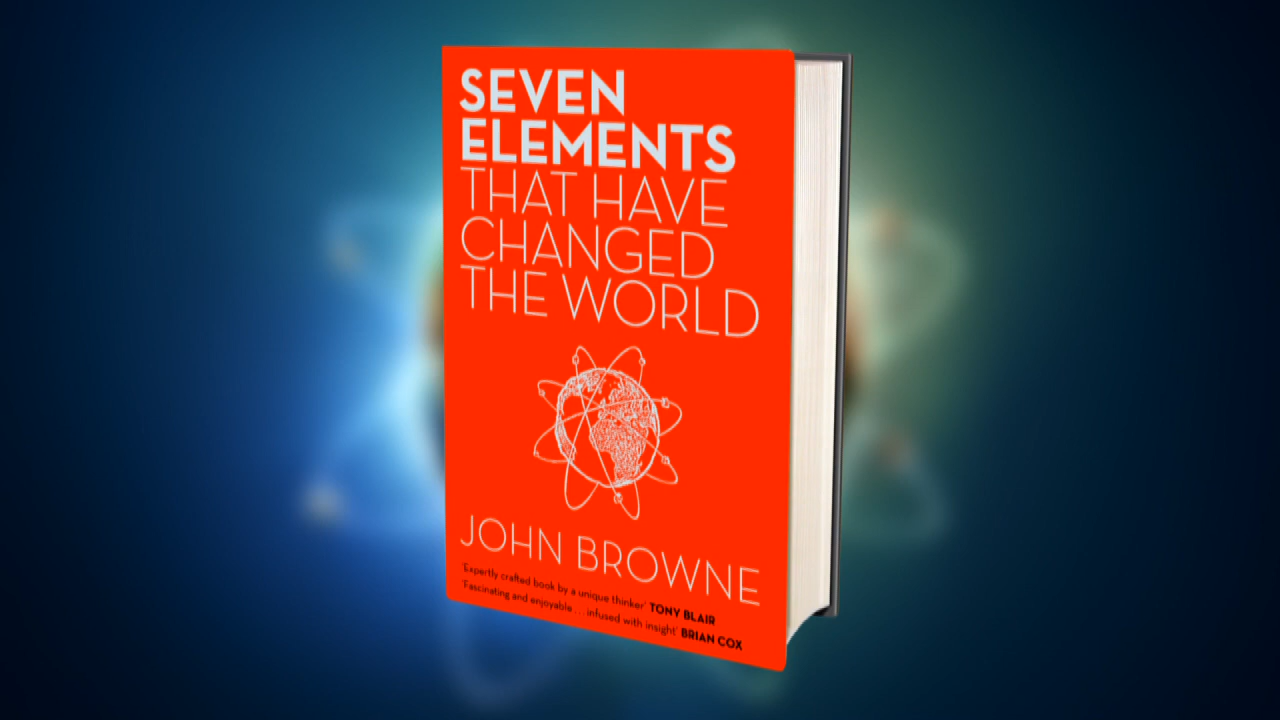 SEVEN
ELEMENTS
THAT HAVE
CHANGED
THE WORLD
JOHN BROWNE
'Expertly crafted book by a unique thinker' TONY BLAIR
'Fascinating and enjoyable ... infused with insight' BRIAN COX